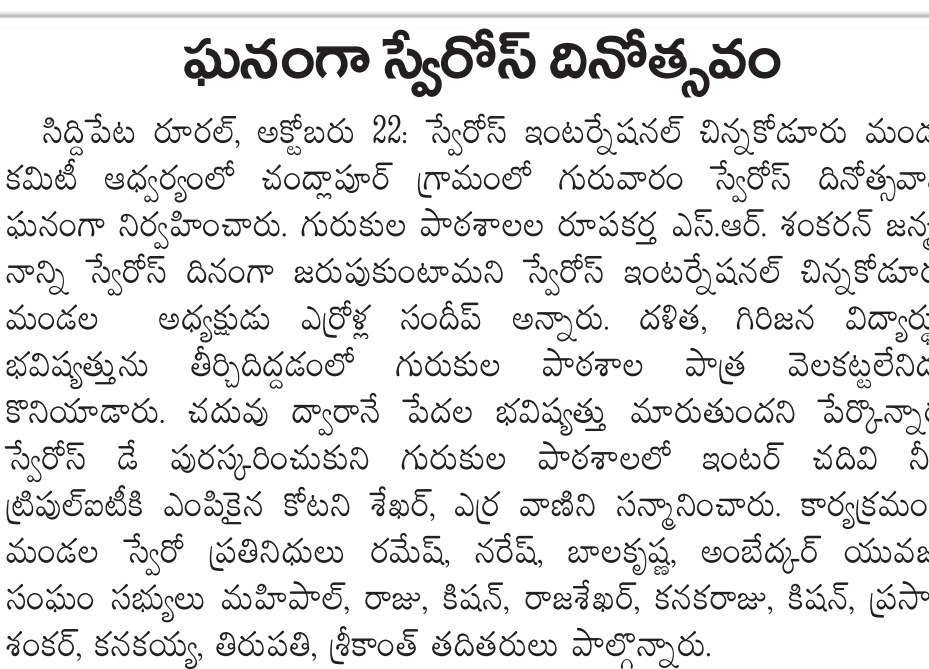 ఘనంగా స్వేరోస్ దినోత్సవం
సిద్దిపేట రూరల్, అక్టోబరు 22: స్వేరోస్ ఇంటర్నేషనల్ చిన్నకోడూరు మండ
కమిటీ ఆధ్వర్యంలో చంద్లాపూర్ గ్రామంలో గురువారం స్వేరోస్ దినోత్సవా
ఘనంగా నిర్వహించారు. గురుకుల పాఠశాలల రూపకర్త ఎస్.ఆర్. శంకరన్ జన్మ
నాన్ని స్వేరోస్ దినంగా జరుపుకుంటామని స్వేరోస్ ఇంటర్నేషనల్ చిన్నకోడూర
మండల అధ్యక్షుడు ఎర్రోళ్ల సందీప్ అన్నారు. దళిత, గిరిజన విద్యార్థ
భవిష్యత్తును తీర్చిదిద్దడంలో గురుకుల పాఠశాల పాత్ర వెలకట్టలేనిద
కొనియాడారు. చదువు ద్వారానే పేదల భవిష్యత్తు మారుతుందని పేర్కొన్నార
స్వేరోస్ డే పురస్కరించుకుని గురుకుల పాఠశాలలో ఇంటర్ చదివి నీ
ట్రిపుల్ఐటీకి ఎంపికైన కోటని శేఖర్, ఎర్ర వాణిని సన్మానించారు. కార్యక్రమం
మండల స్వేరో ప్రతినిధులు రమేష్, నరేష్, బాలకృష్ణ, అంబేద్కర్ యువజ
సంఘం సభ్యులు మహిపాల్, రాజు, కిషన్, రాజశేఖర్, కనకరాజు, కిషన్, ప్రసా
శంకర్, కనకయ్య, తిరుపతి, శ్రీకాంత్ తదితరులు పాల్గొన్నారు.